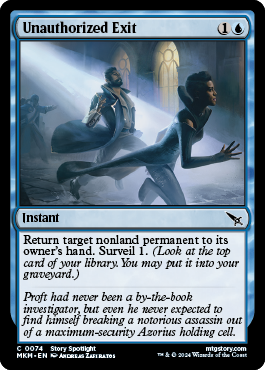 Unauthorized Exit 1
Instant
Return target nonland permanent to its
owner's hand. Surveil 1. (Look at the top
card of your library. You may put it into your
graveyard.)
Proft had never been a by-the-book
investigator, but even he never expected to
find himself breaking a notorious assassin out
of a maximum-security Azorius holding cell.
C 0074 Story Spotlight mtgstory.com
MKM • EN Andreas Zafiratos ™ & © 2024 Wizards of the Coast